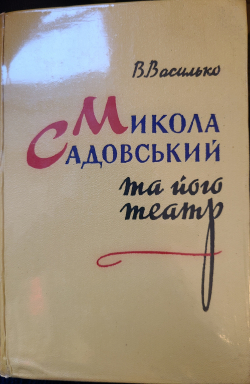 В. Василько
Микола
Садовський
та його
театр